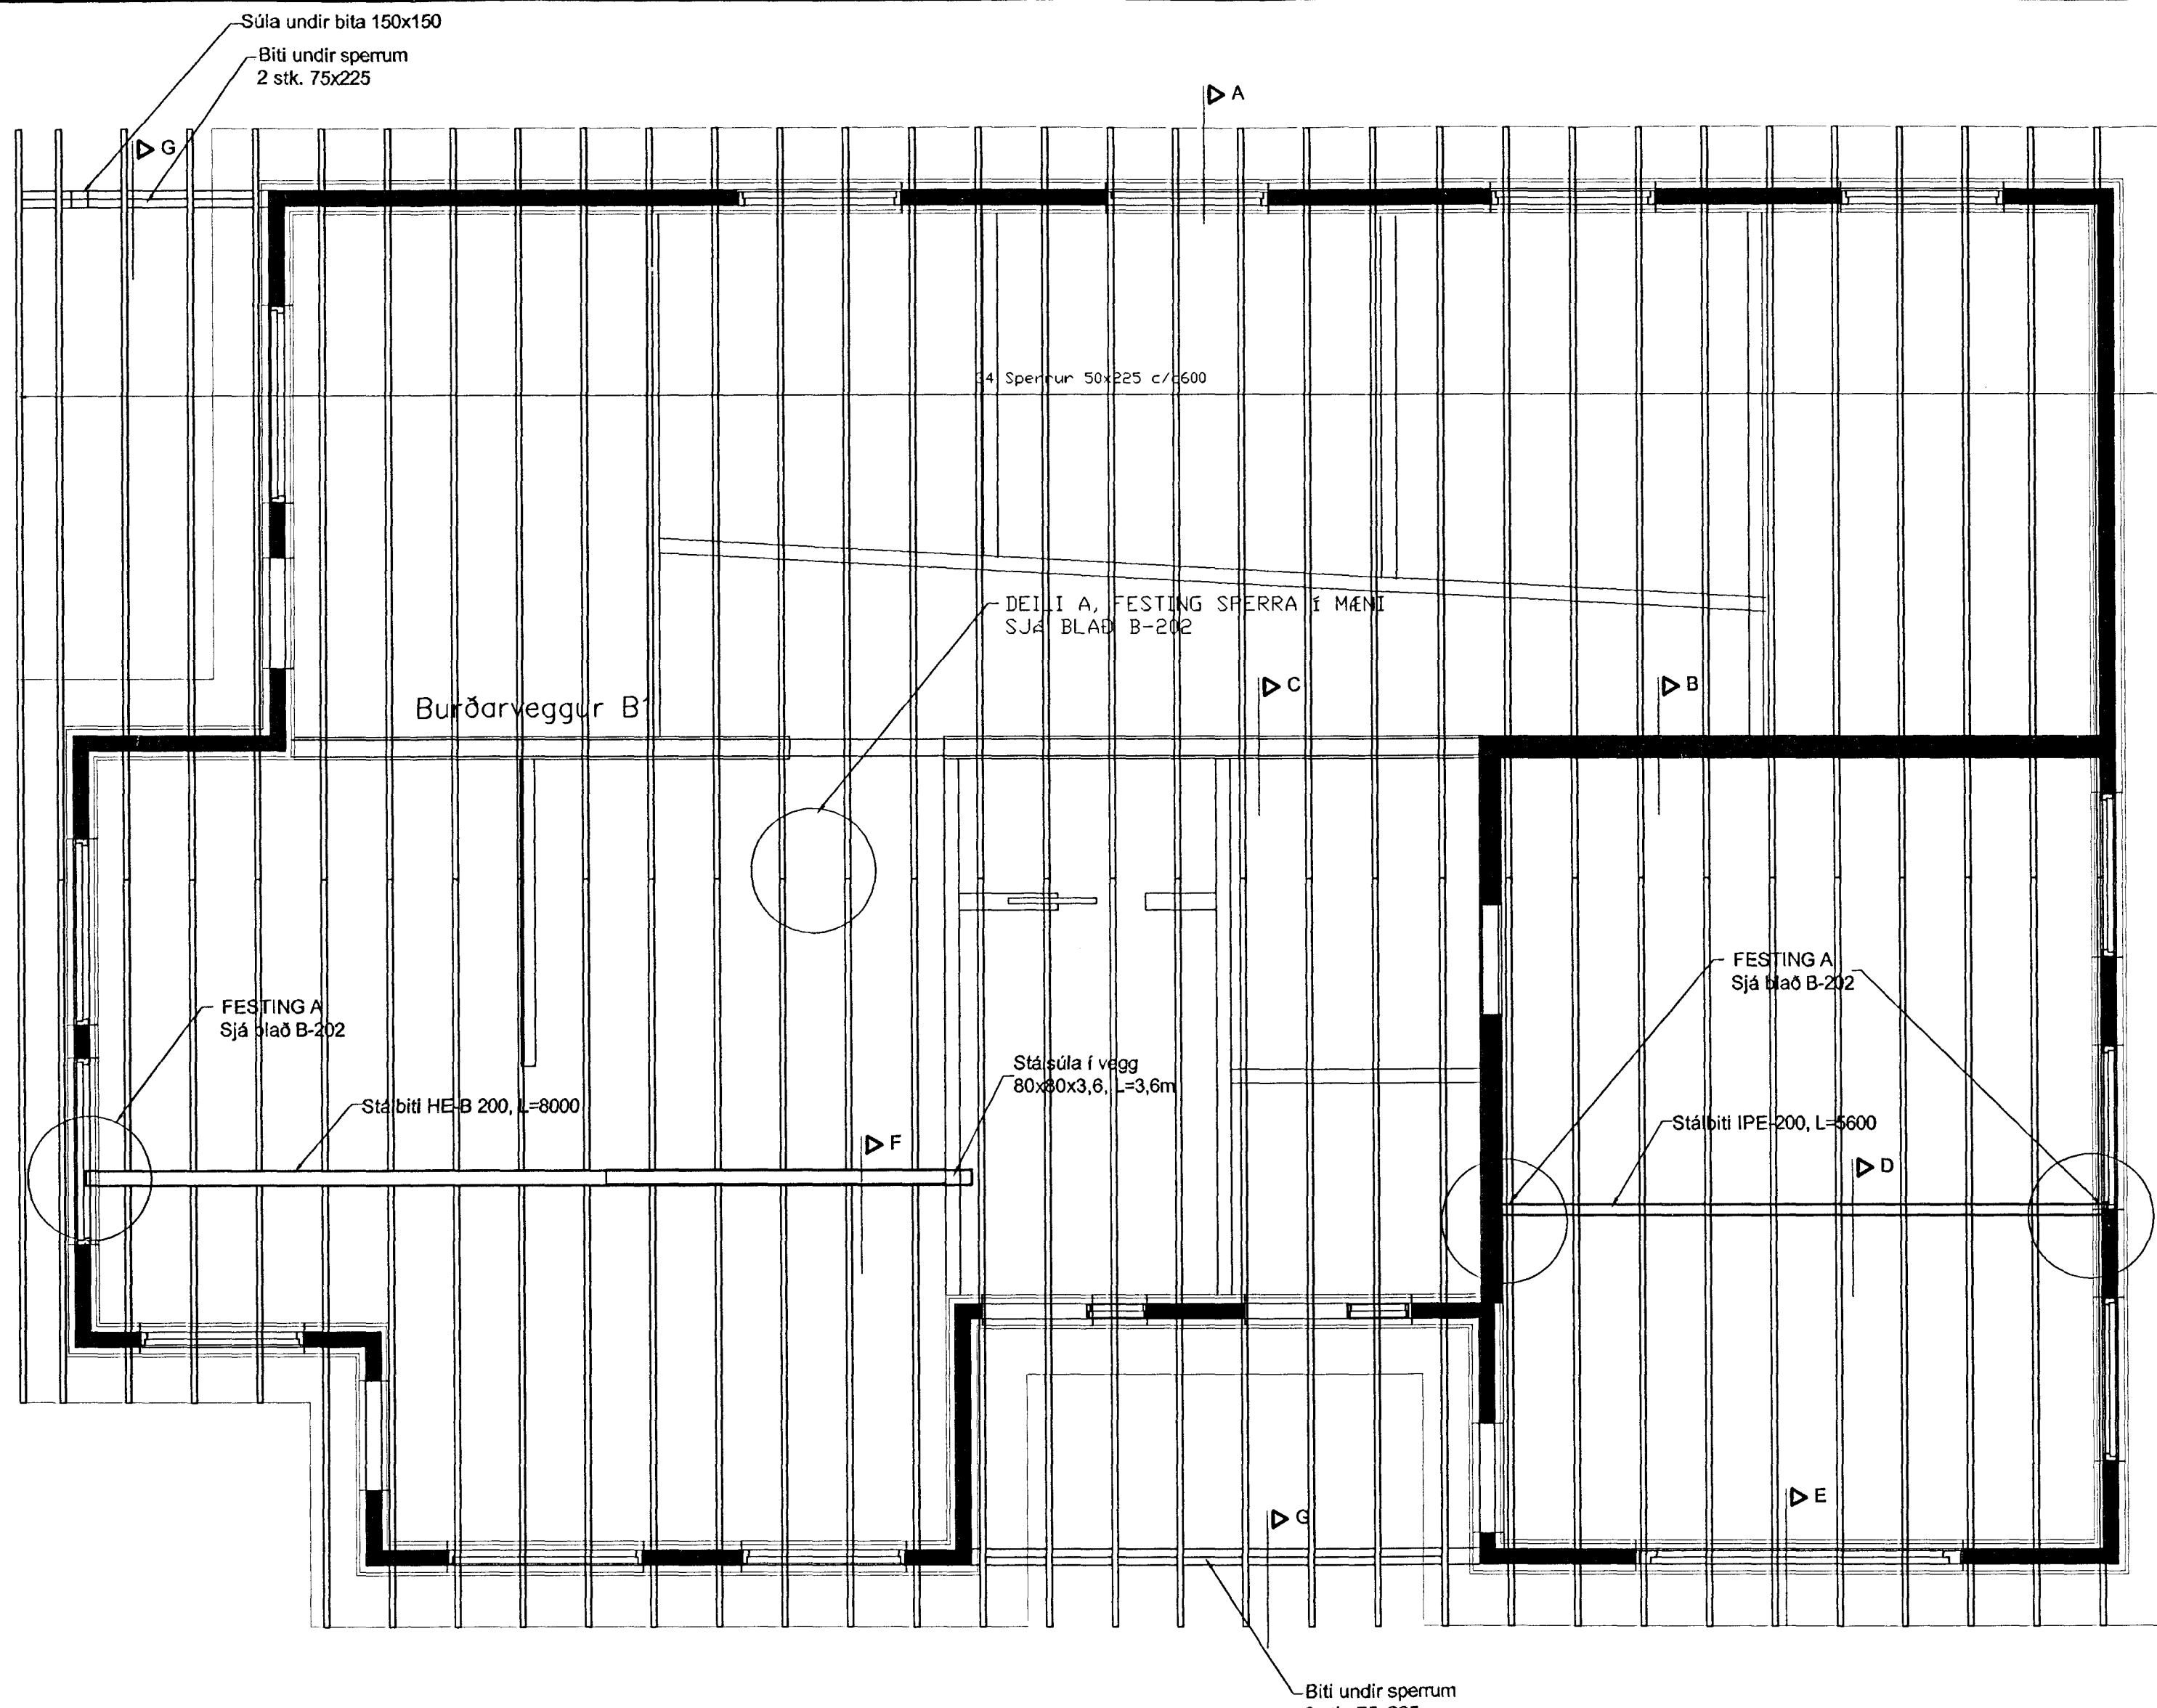 Súla undir bita 150x150
Biti undir sperrum
2 stk. 75x225
A
G
34 Sperrur 50x225 c/c600
DEILI A, FESTING SPERRA Í MÆNI
SJÁ BLAÐ B-202
C
B
Burðarveggur B1
FESTING A
Sjá blað B-202
FESTING A
Sjá blað B-202
Stálsúla í vegg
80x80x3,6, L=3,6m
Stálbiti HE-B 200, L=8000
Stálbiti IPE-200, L=5600
F
D
E
G
Biti undir sperrum